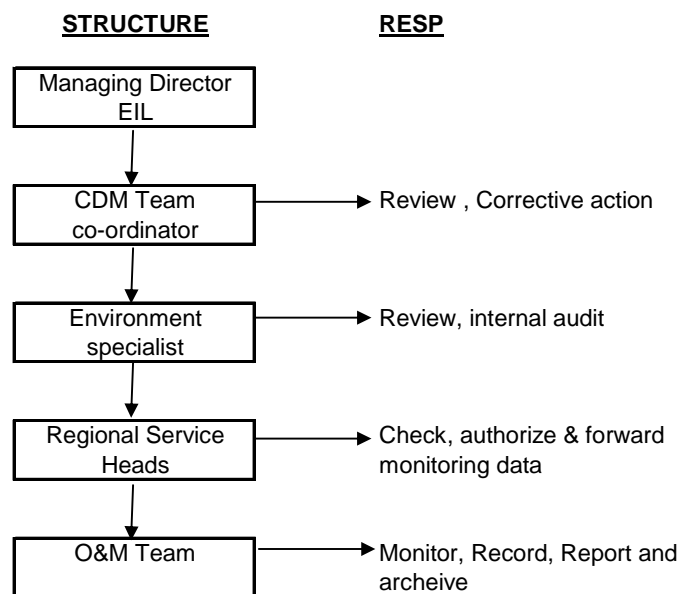 STRUCTURE RESP
Managing Director
EIL
CDM Team
co-ordinator
Review , Corrective action
Environment
specialist
Review, internal audit
Regional Service
Heads
Check, authorize & forward
monitoring data
O&M Team
Monitor, Record, Report and
archeive